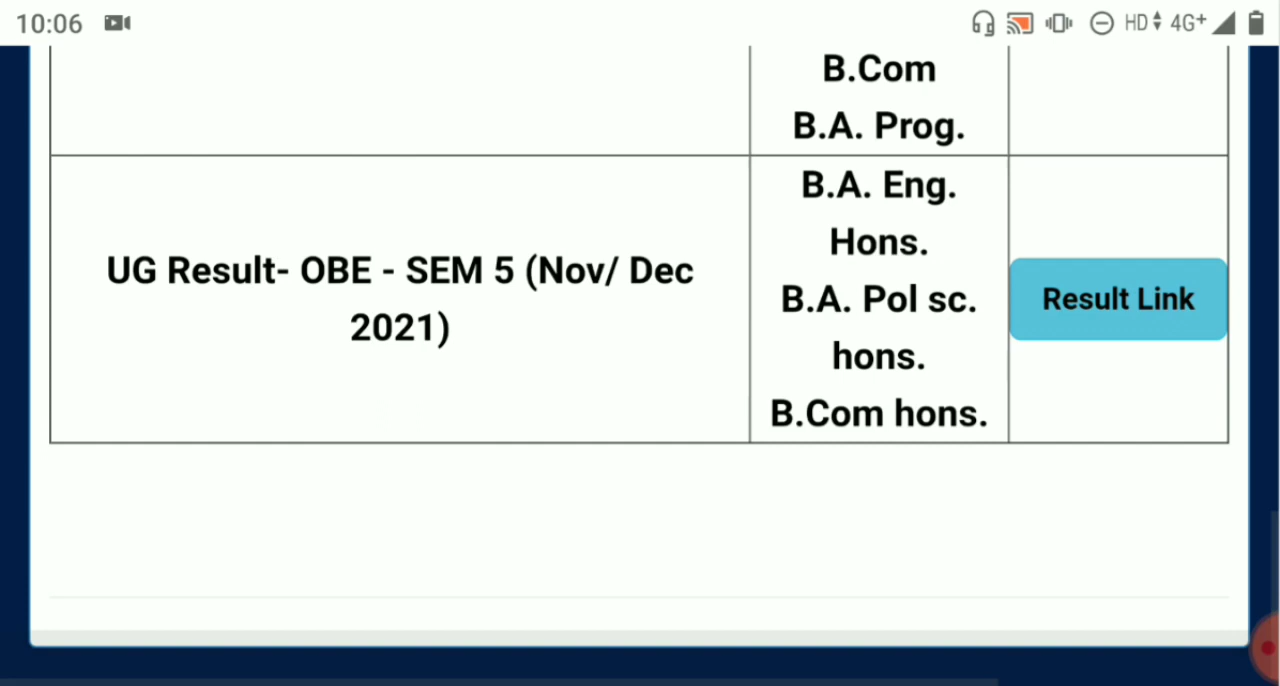 10:06
HD 4G+
B.Com
B.A. Prog.
UG Result- OBE - SEM 5 (Nov/ Dec
2021)
B.A. Eng.
Hons.
B.A. Pol sc.
hons.
B.Com hons.
Result Link